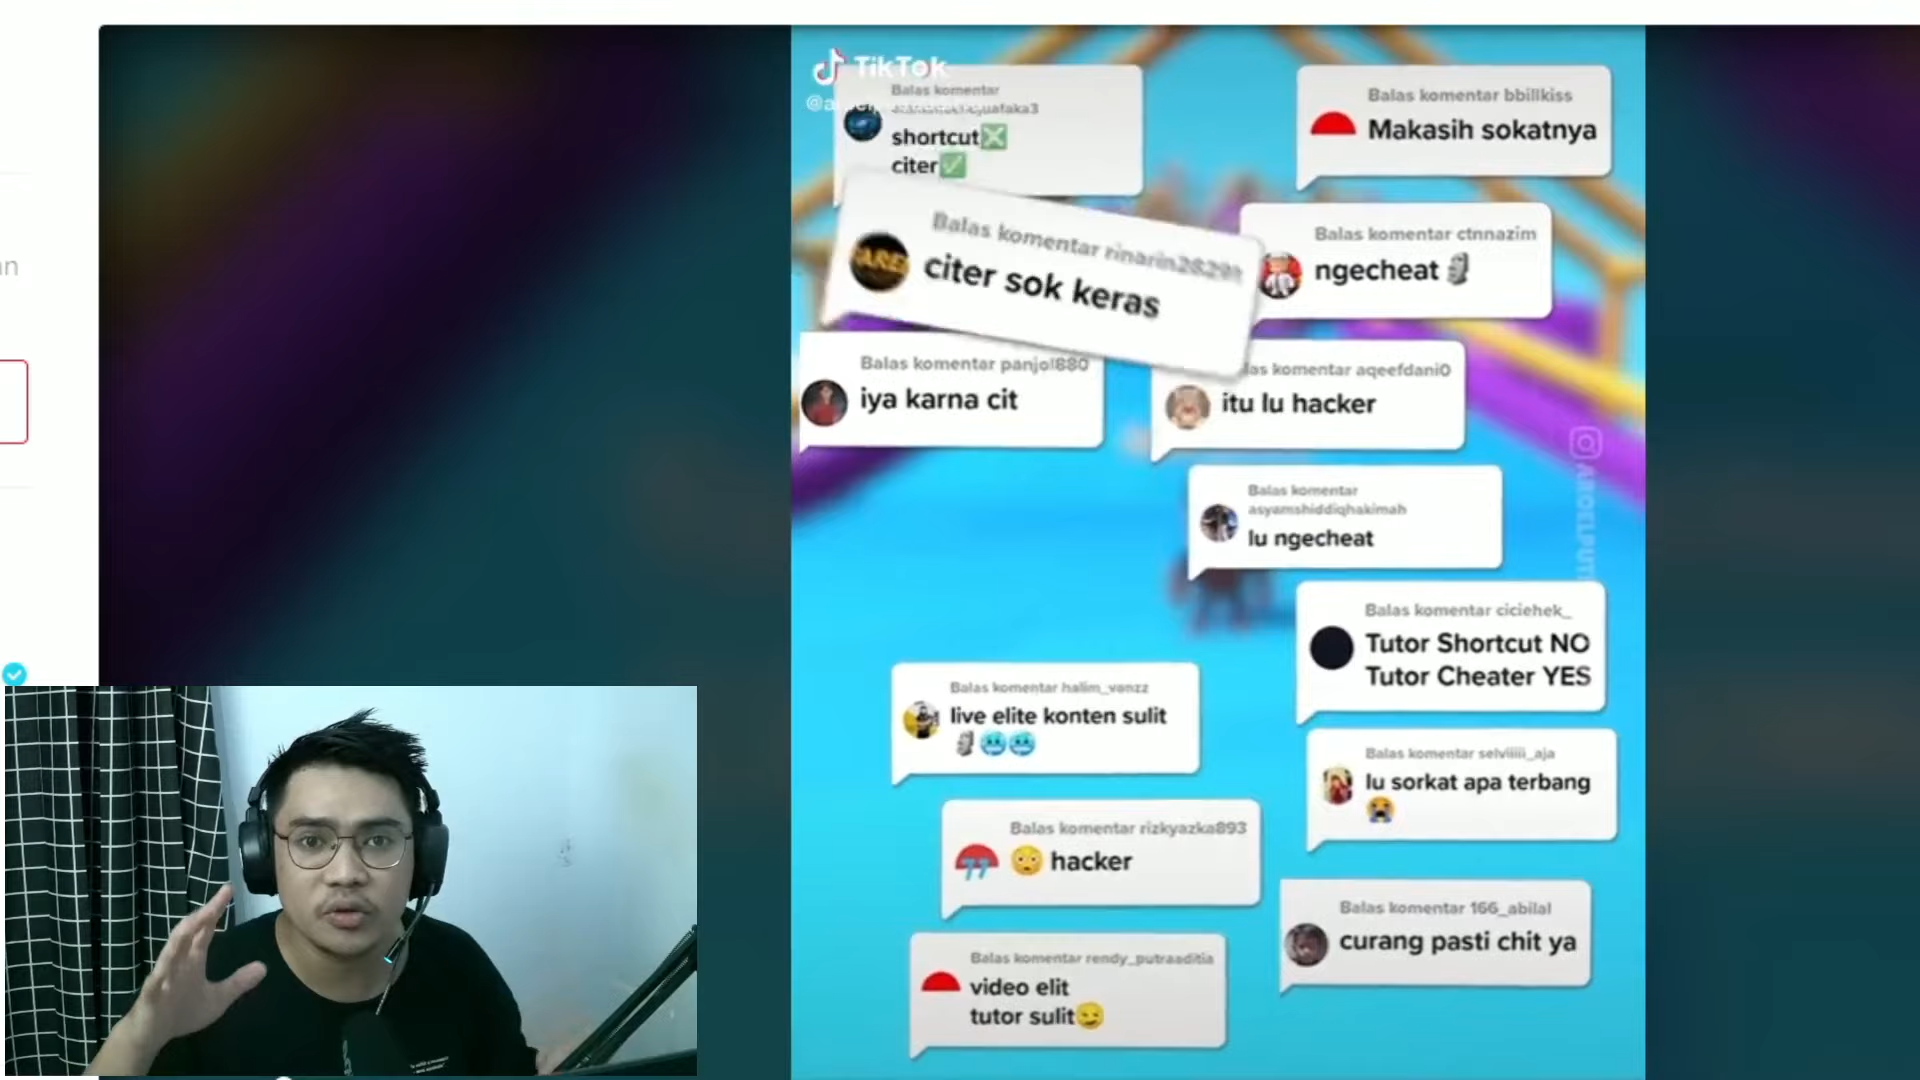 TikTok
Balas komentar
shortcut❎
citer✅
Balas komentar bbillkiss
Makasih sokatnya
Balas komentar
citer sok keras
Balas komentar ctnnazim
ngecheat 🗿
Balas komentar panjol880
iya karna cit
komentar aqeefdani0
itu lu hacker
Balas komentar
asyamshiddiqhakimah
lu ngecheat
Balas komentar ciciehek_
Tutor Shortcut NO
Tutor Cheater YES
Balas komentar halim_vanzz
live elite konten sulit
🗿🥶🥶
Balas komentar selviiiii_aja
lu sorkat apa terbang
😭
Balas komentar rizkyazka893
😳 hacker
Balas komentar 166_abilal
curang pasti chit ya
Balas komentar rendy_putraaditia
video elit
tutor sulit😏